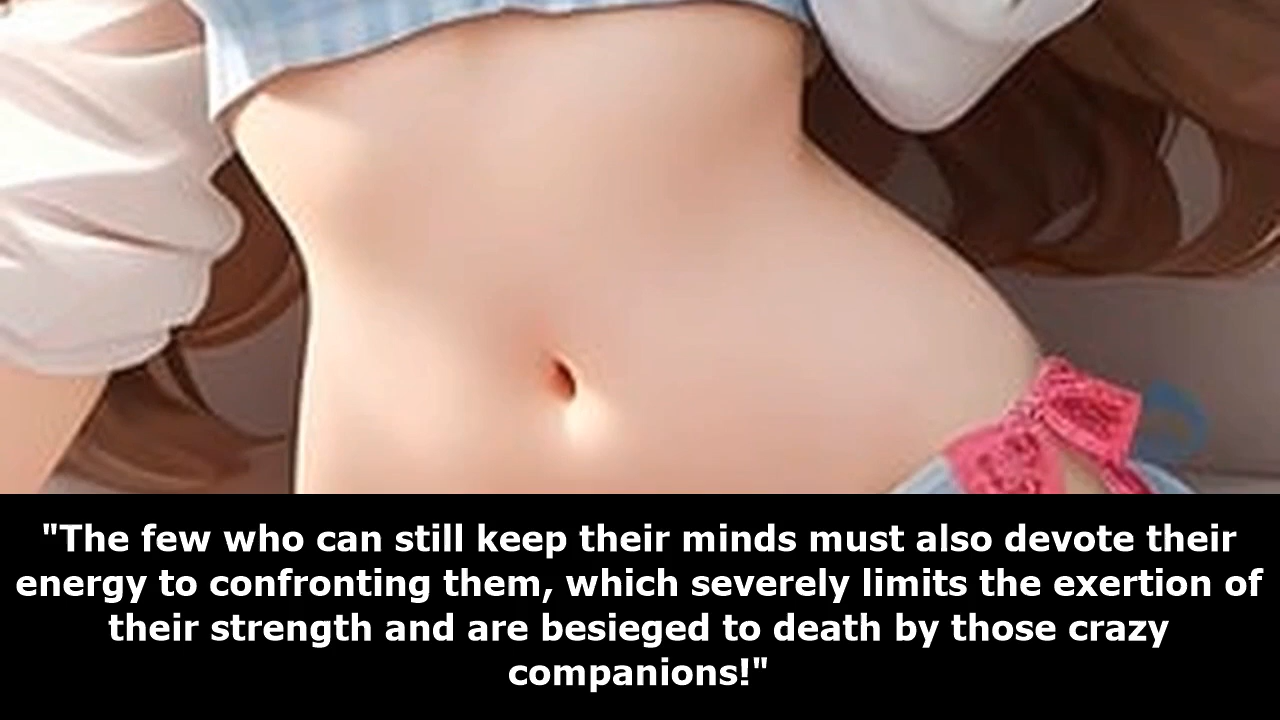 "The few who can still keep their minds must also devote their
energy to confronting them, which severely limits the exertion of
their strength and are besieged to death by those crazy
companions!"